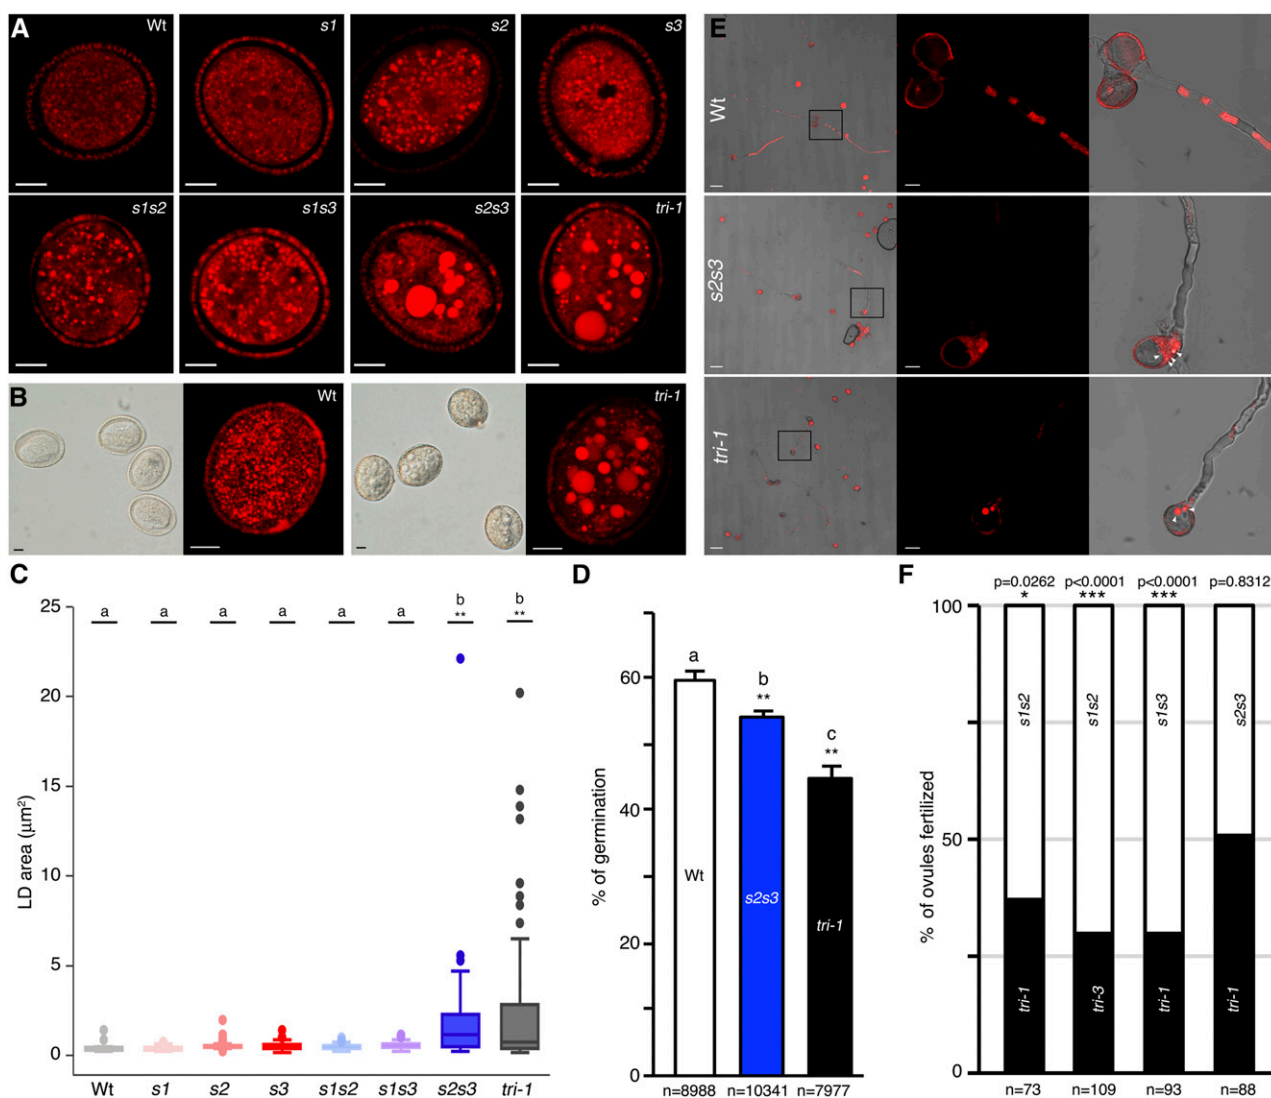 A
Wt
s1
s2
s3
s1s2
s1s3
s2s3
tri-1
B
Wt
tri-1
E
Wt
s2s3
tri-1
C
25
20
15
10
5
0
LD area (μm²)
a
a
a
a
a
a
b
**
b
**
Wt
s1
s2
s3
s1s2
s1s3
s2s3
tri-1
D
60
40
20
0
% of germination
a
b
**
c
**
Wt
s2s3
tri-1
n=8988
n=10341
n=7977
F
p=0.0262
*
p<0.0001
***
p<0.0001
***
p=0.8312
100
50
0
% of ovules fertilized
s1s2
s1s2
s1s3
s2s3
tri-1
tri-3
tri-1
tri-1
n=73
n=109
n=93
n=88